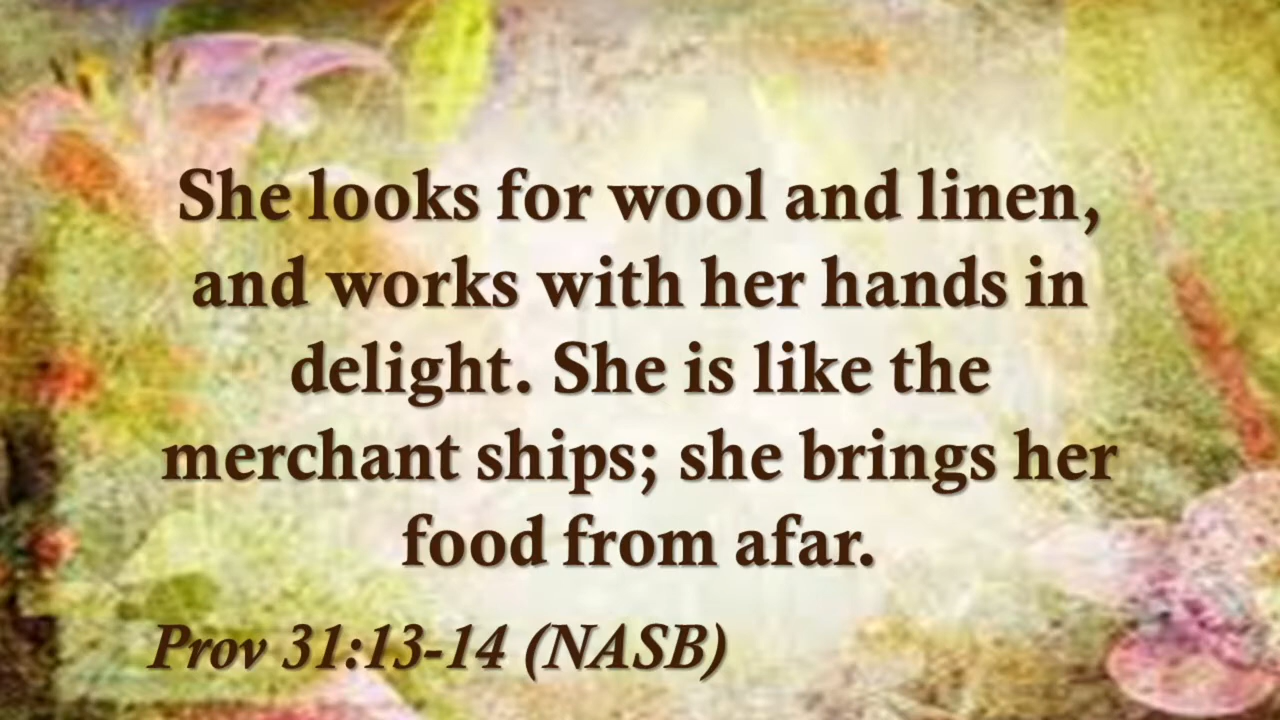 She looks for wool and linen,
and works with her hands in
delight. She is like the
merchant ships; she brings her
food from afar.
Prov 31:13-14 (NASB)